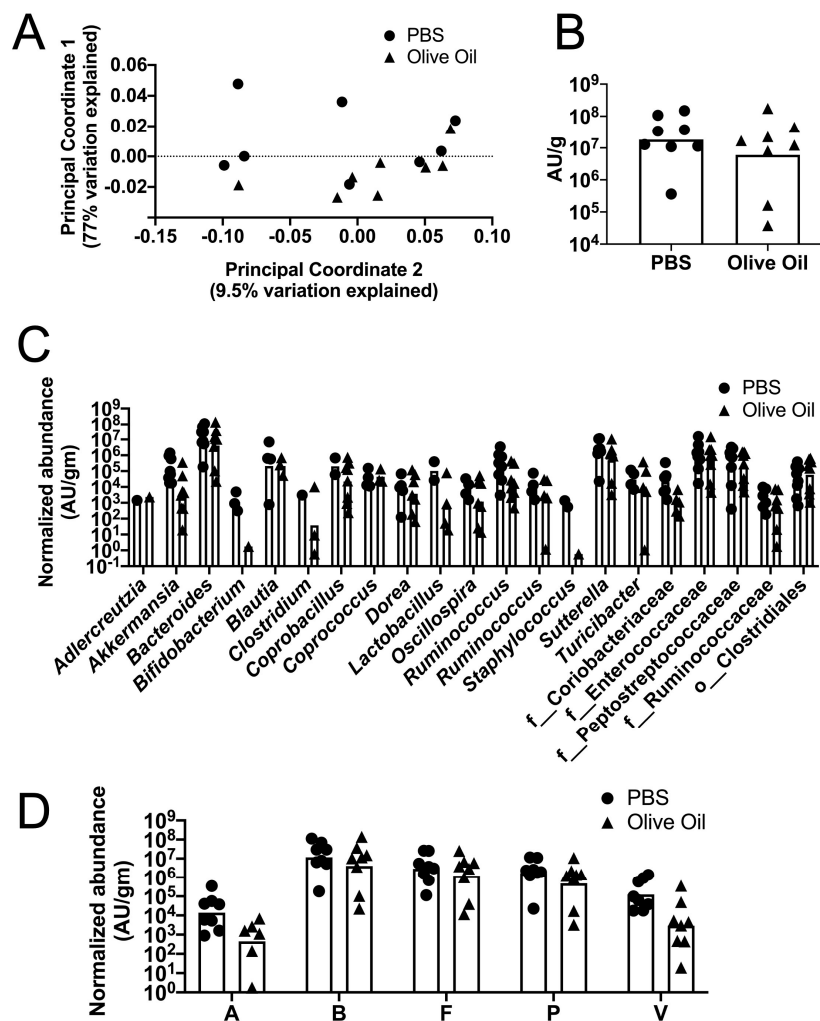 A
PBS
Olive Oil
Principal Coordinate 1
(77% variation explained)
0.06
0.04
0.02
0.00
-0.02
-0.15
-0.10
-0.05
0.00
0.05
0.10
Principal Coordinate 2
(9.5% variation explained)
B
AU/g
10^9
10^8
10^7
10^6
10^5
10^4
PBS
Olive Oil
C
PBS
Olive Oil
Normalized abundance
(AU/gm)
10^9
10^8
10^7
10^6
10^5
10^4
10^3
10^2
10^1
10^0
10^-1
Adlercreutzia
Akkermansia
Bacteroides
Bifidobacterium
Blautia
Clostridium
Coprobacillus
Coprococcus
Dorea
Lactobacillus
Oscillospira
Ruminococcus
Ruminococcus
Staphylococcus
Sutterella
Turicibacter
f__Coriobacteriaceae
f__Enterococcaceae
f__Peptostreptococcaceae
f__Ruminococcaceae
o__Clostridiales
D
PBS
Olive Oil
Normalized abundance
(AU/gm)
10^9
10^8
10^7
10^6
10^5
10^4
10^3
10^2
10^1
10^0
A
B
F
P
V